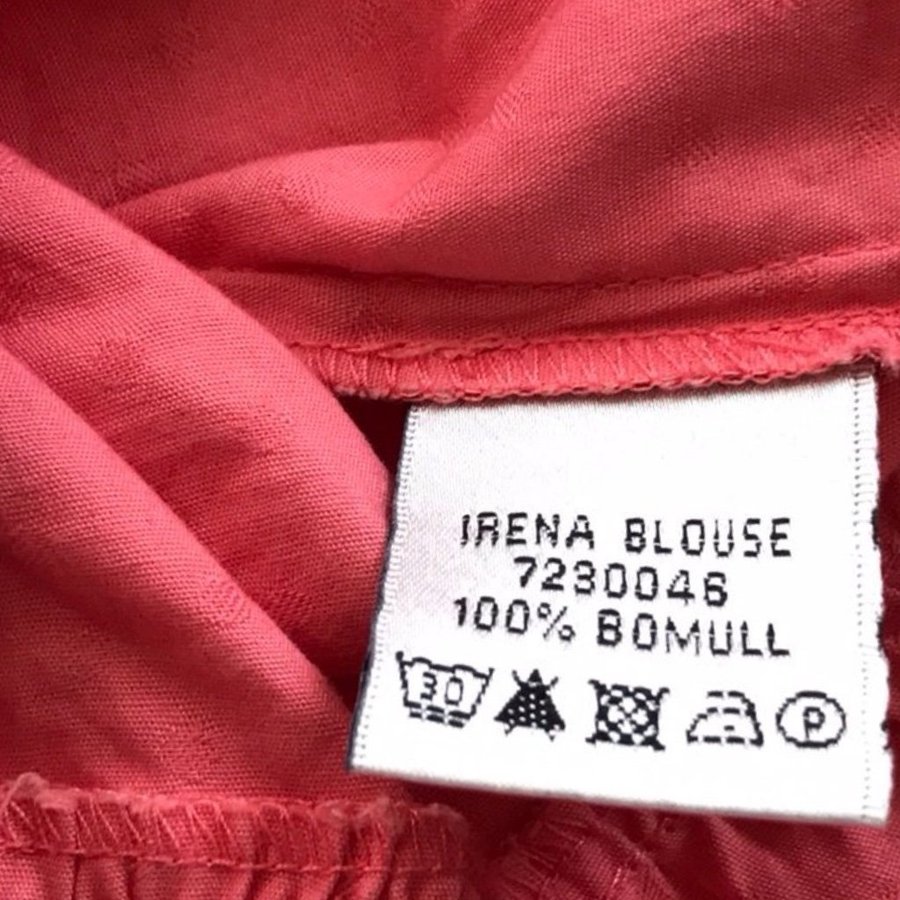 IRENA BLOUSE
7230046
100% BOMULL
30 P